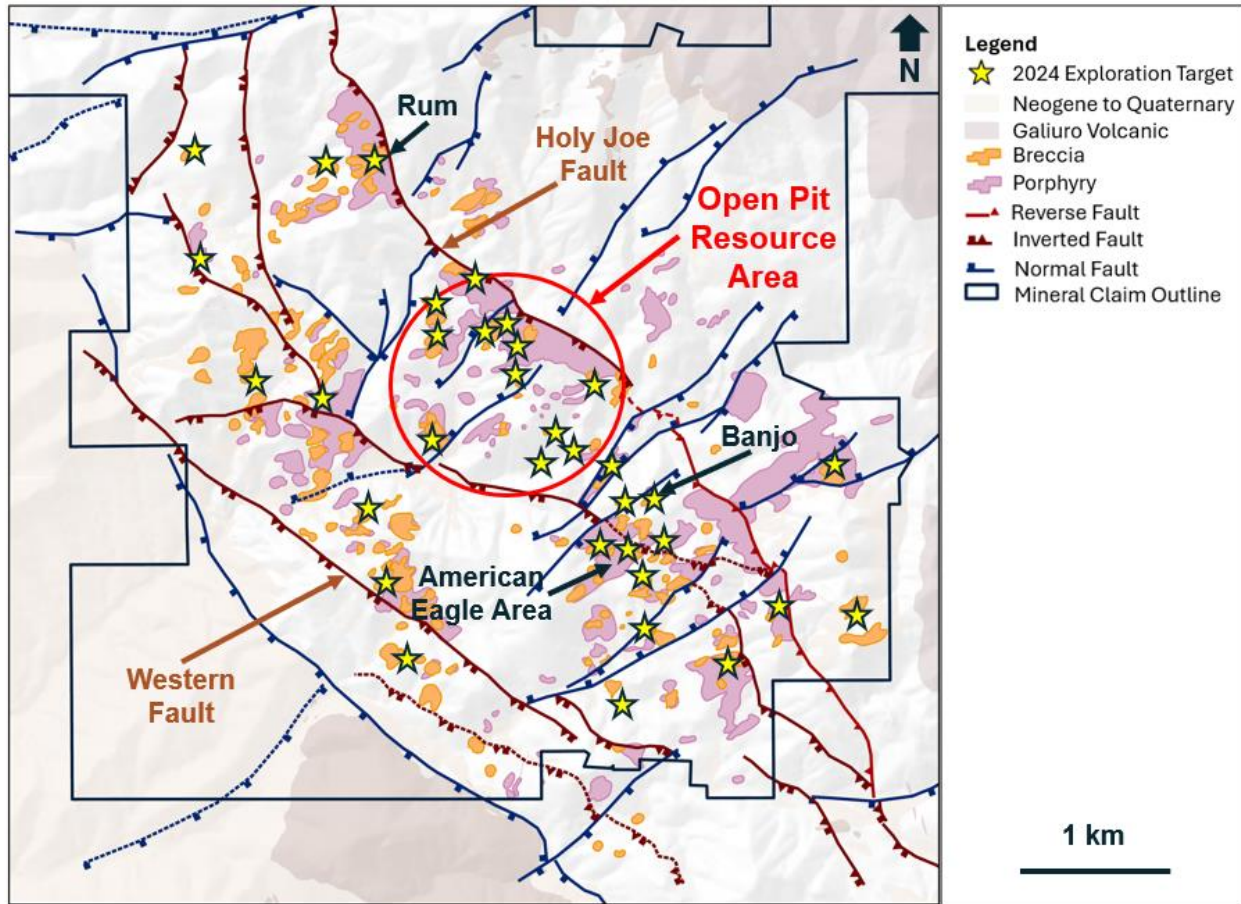 N
Rum
Holy Joe
Fault
Open Pit
Resource
Area
Banjo
American
Eagle Area
Western
Fault
Legend
2024 Exploration Target
Neogene to Quaternary
Galiuro Volcanic
Breccia
Porphyry
Reverse Fault
Inverted Fault
Normal Fault
Mineral Claim Outline
1 km